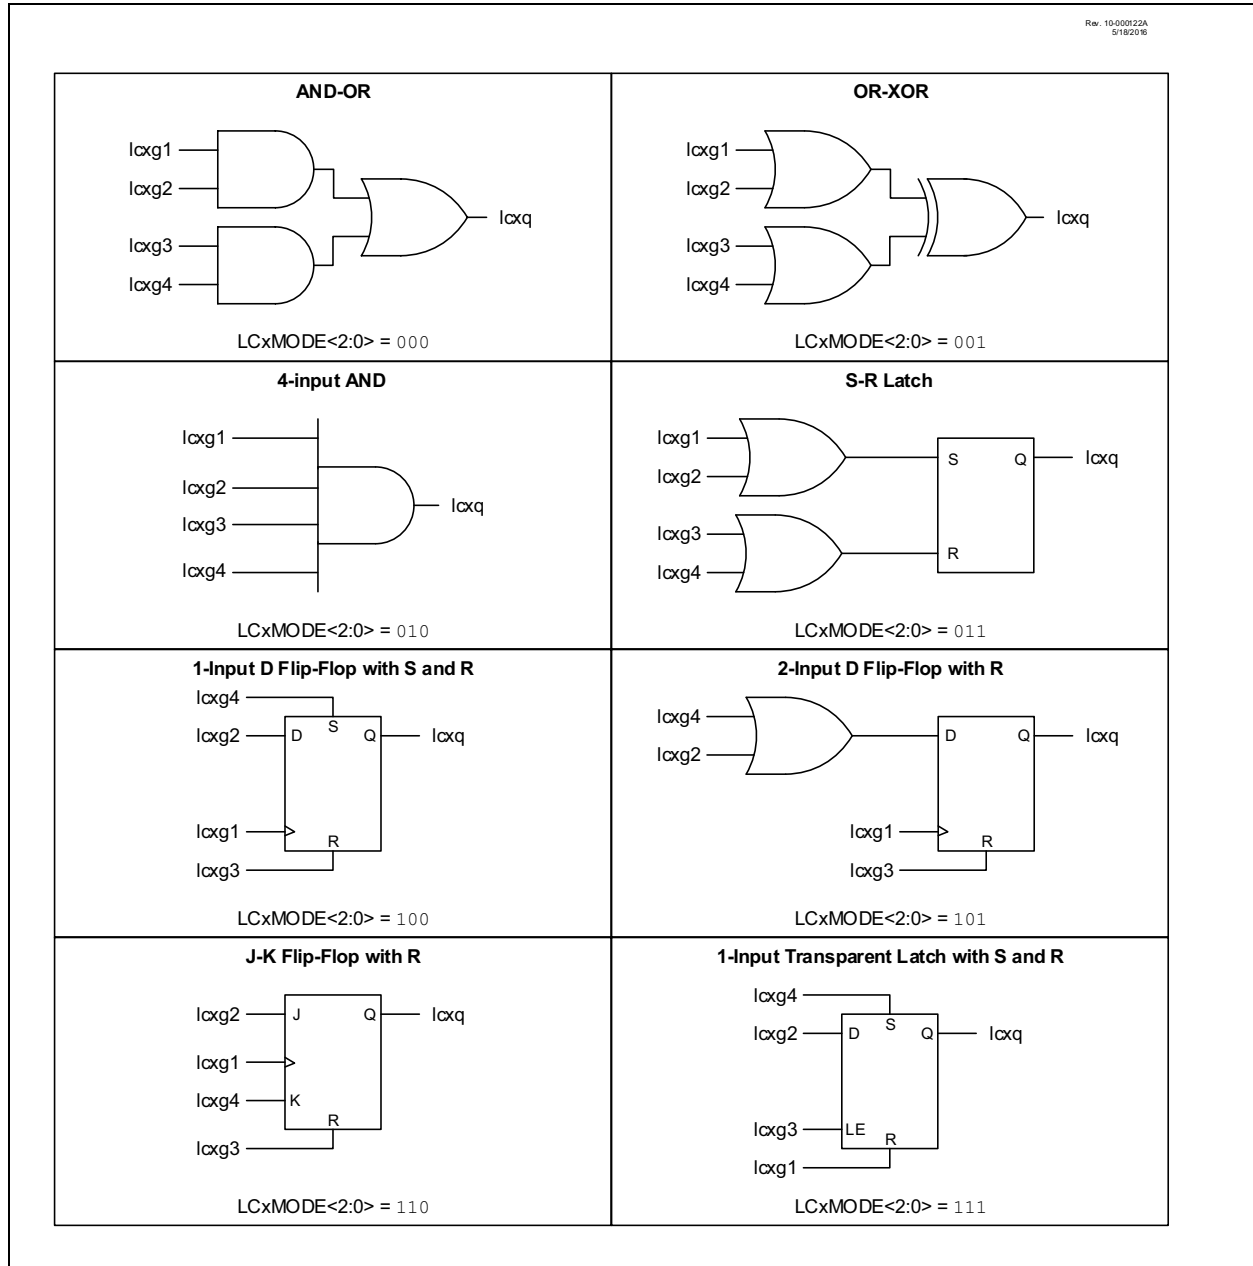 Rev. 10-000122A
5/18/2016
AND-OR
lcxg1
lcxg2
lcxg3
lcxg4
lcxq
LCxMODE<2:0> = 000
OR-XOR
lcxg1
lcxg2
lcxg3
lcxg4
lcxq
LCxMODE<2:0> = 001
4-input AND
lcxg1
lcxg2
lcxg3
lcxg4
lcxq
LCxMODE<2:0> = 010
S-R Latch
lcxg1
lcxg2
lcxg3
lcxg4
S
Q
R
lcxq
LCxMODE<2:0> = 011
1-Input D Flip-Flop with S and R
lcxg4
lcxg2
D
S
Q
lcxq
lcxg1
R
lcxg3
LCxMODE<2:0> = 100
2-Input D Flip-Flop with R
lcxg4
lcxg2
D
Q
lcxq
lcxg1
R
lcxg3
LCxMODE<2:0> = 101
J-K Flip-Flop with R
lcxg2
J
Q
lcxq
lcxg1
lcxg4
K
R
lcxg3
LCxMODE<2:0> = 110
1-Input Transparent Latch with S and R
lcxg4
lcxg2
D
S
Q
lcxq
lcxg3
LE
R
lcxg1
LCxMODE<2:0> = 111